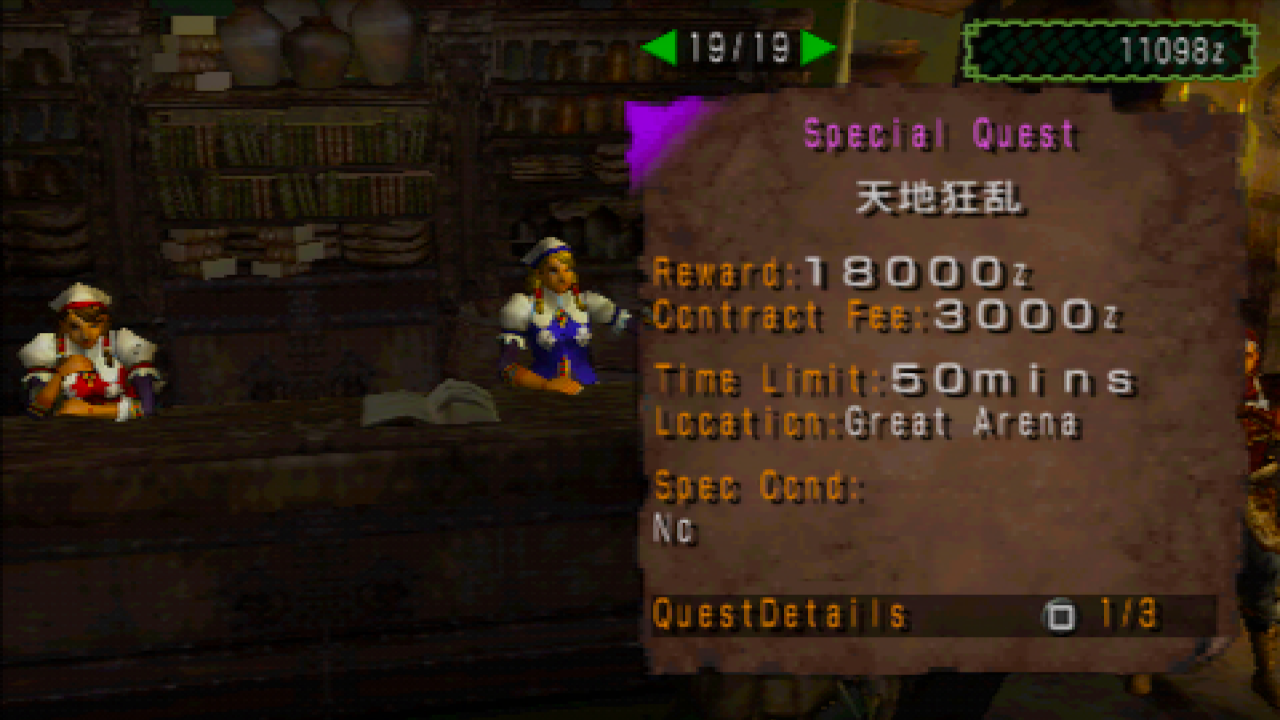 19/19
11098z
Special Quest
天地狂乱
Reward:18000z
Contract Fee:3000z
Time Limit:50mins
Location:Great Arena
Spec Cond:
No
QuestDetails 1/3